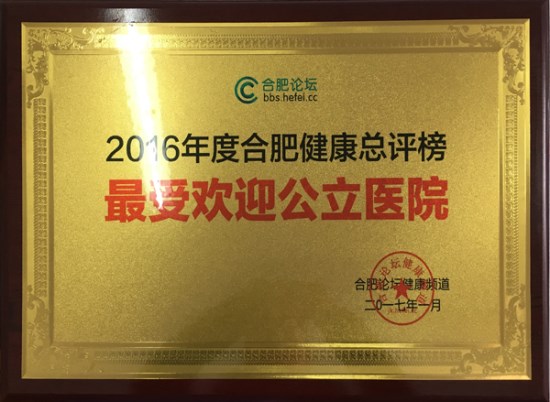 合肥论坛
bbs.hefei.cc
2016年度合肥健康总评榜
最受欢迎公立医院
合肥论坛健康频道
二〇一七年一月